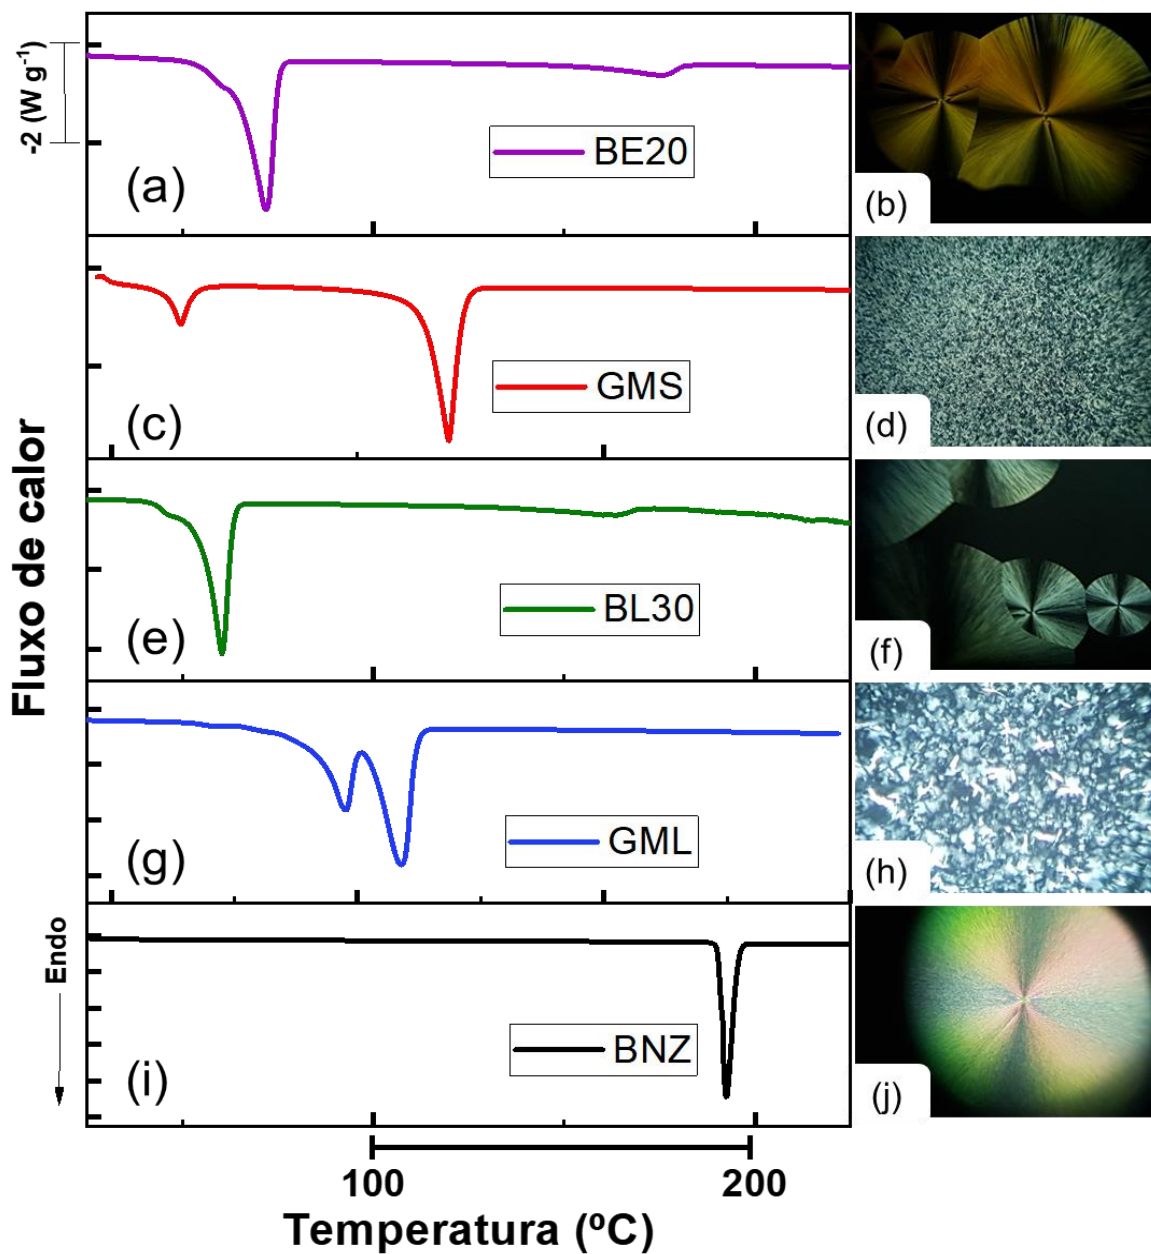 -2 (W g⁻¹)
(a)
BE20
(b)
(c)
GMS
(d)
Fluxo de calor
(e)
BL30
(f)
(g)
GML
(h)
Endo
(i)
BNZ
(j)
100
200
Temperatura (ºC)